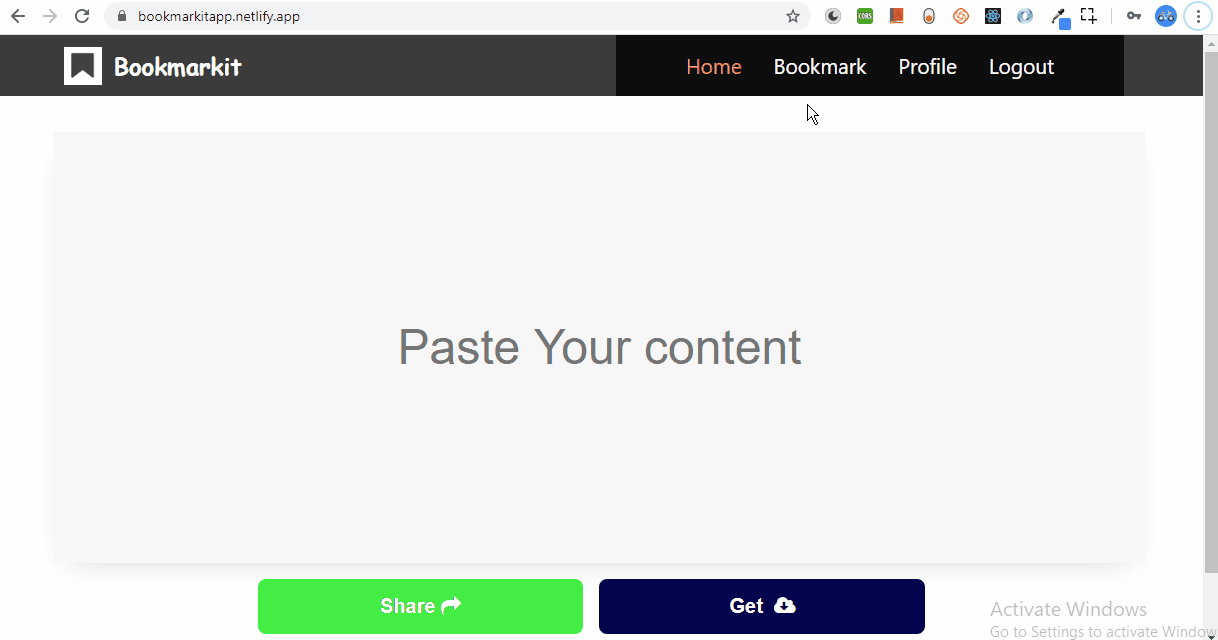 bookmarkitapp.netlify.app
CORS
Bookmarkit
Home Bookmark Profile Logout
Paste Your content
Share
Get
Activate Windows
Go to Settings to activate Window